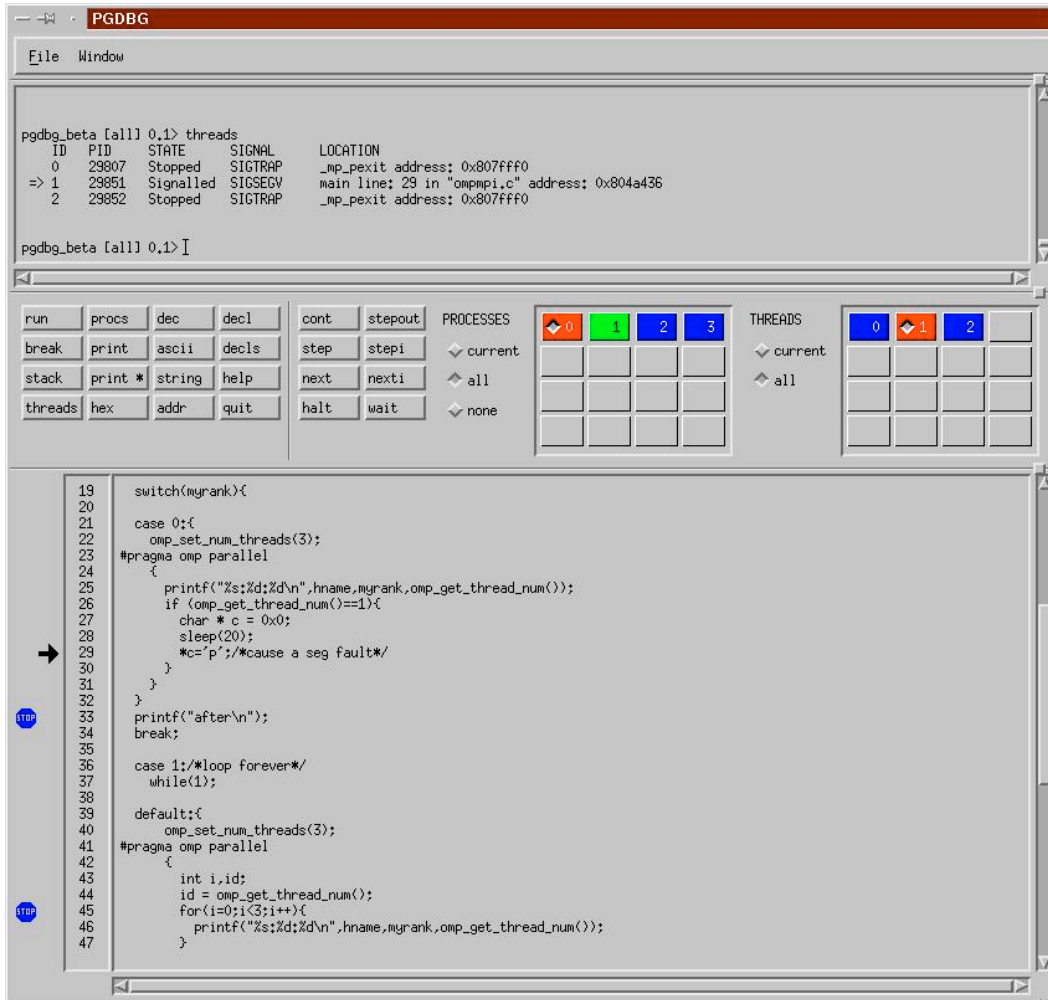 PGDBG
File Window
pgdbg_beta [all] 0.1> threads
ID PID STATE SIGNAL LOCATION
0 29807 Stopped SIGTRAP _mp_pexit address: 0x807fff0
=> 1 29851 Signalled SIGSEGV main line: 29 in "ompmpi.c" address: 0x804a436
2 29852 Stopped SIGTRAP _mp_pexit address: 0x807fff0
pgdbg_beta [all] 0.1>
run procs dec decl cont stepout PROCESSES 0 1 2 3 THREADS 0 1 2
break print ascii decls step stepi current current
stack print * string help next nexti all all
threads hex addr quit halt wait none
19 switch(myrank){
20
21 case 0:{
22 omp_set_num_threads(3);
23 #pragma omp parallel
24 {
25 printf("%s:%d:%d\n",hname,myrank,omp_get_thread_num());
26 if (omp_get_thread_num()==1){
27 char * c = 0x0;
28 sleep(20);
29 *c='p';/*cause a seg fault*/
30 }
31 }
32 }
STOP 33 printf("after\n");
34 break;
35
36 case 1:/*loop forever*/
37 while(1);
38
39 default:{
40 omp_set_num_threads(3);
41 #pragma omp parallel
42 {
43 int i,id;
44 id = omp_get_thread_num();
STOP 45 for(i=0;i<3;i++){
46 printf("%s:%d:%d\n",hname,myrank,omp_get_thread_num());
47 }